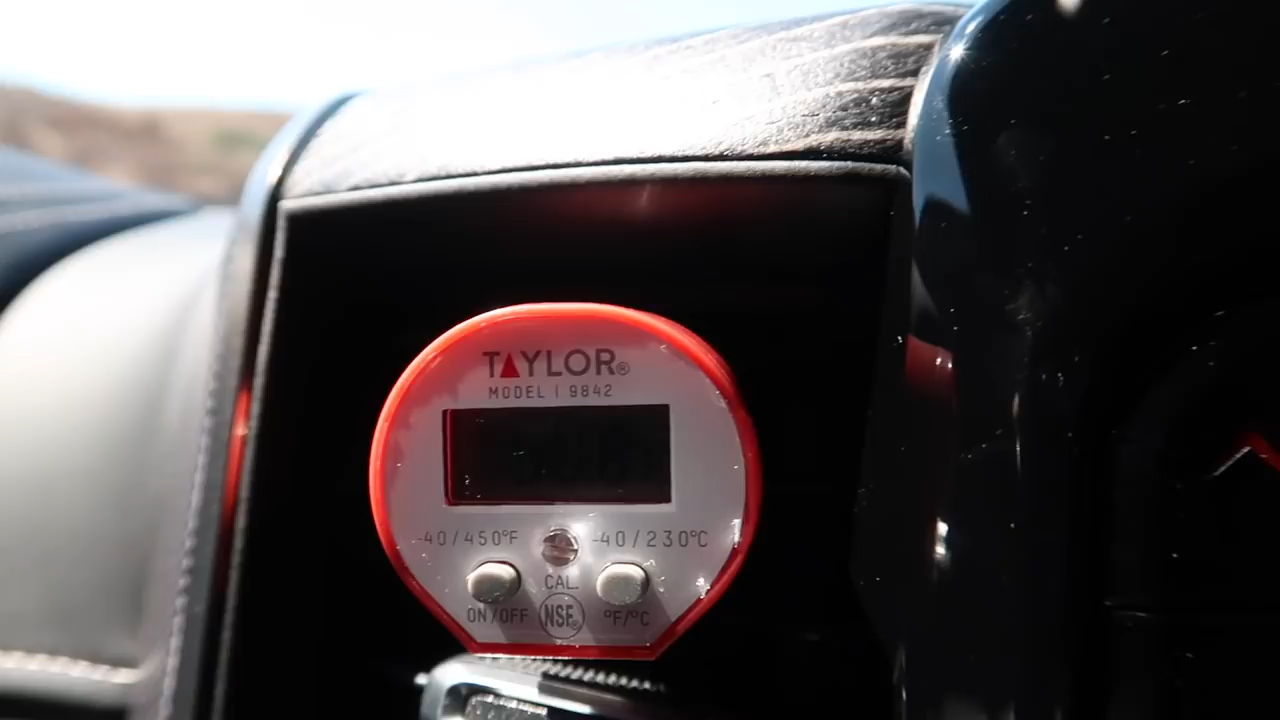 TAYLOR®
MODEL | 9842
-40/450°F -40/230°C
CAL.
ON/OFF NSF® °F/°C